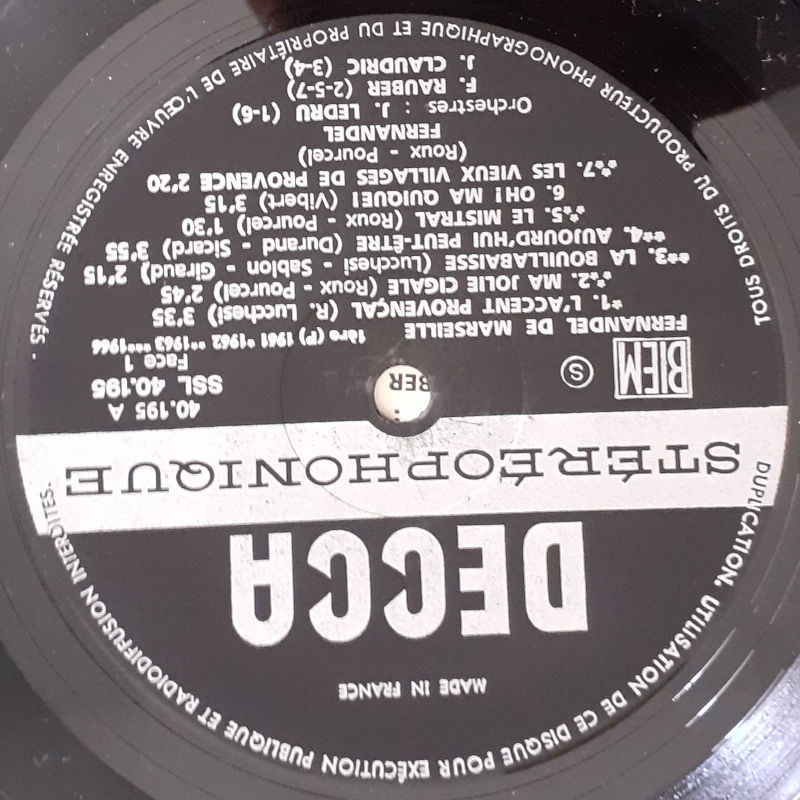 MADE IN FRANCE
DECCA
STÉRÉOPHONIQUE
40.195 A
BIEM
S
SSL 40.195
Face 1
FERNANDEL DE MARSEILLE
1ère (P) *1961 *1962 **1963 ***1966
*1. L'ACCENT PROVENÇAL (R. Lucchesi) 3'35
⁂2. MA JOLIE CIGALE (Roux - Pourcel) 2'45
**3. LA BOUILLABAISSE (Lucchesi - Sablon - Giraud) 2'15
**4. AUJOURD'HUI PEUT-ÊTRE (Durand - Sicard) 3'55
⁂5. LE MISTRAL (Roux - Pourcel) 1'30
6. OH! MA QUIQUE! (Vibert) 3'15
⁂7. LES VIEUX VILLAGES DE PROVENCE 2'20
(Roux - Pourcel)
FERNANDEL
Orchestres : J. LEDRU (1-6)
F. RAUBER (2-5-7)
J. CLAUDRIC (3-4)
TOUS DROITS DU PRODUCTEUR PHONOGRAPHIQUE ET DU PROPRIÉTAIRE DE L'ŒUVRE ENREGISTRÉE RÉSERVÉS -
DUPLICATION, UTILISATION DE CE DISQUE POUR EXÉCUTION PUBLIQUE ET RADIODIFFUSION INTERDITES.